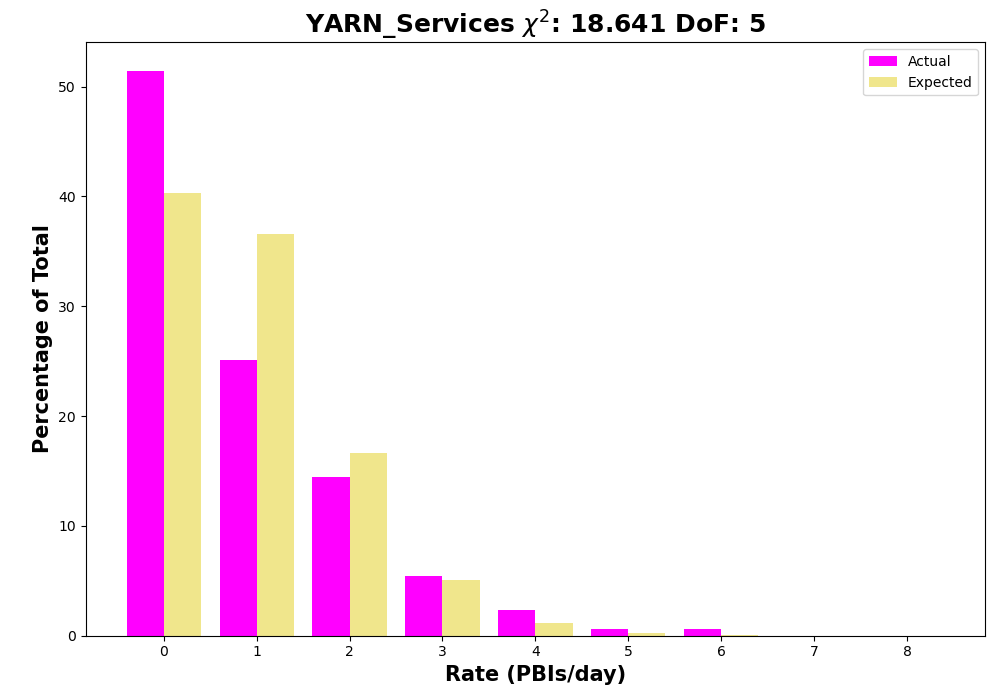 YARN_Services χ²: 18.641 DoF: 5
Actual
Expected
Percentage of Total
50
40
30
20
10
0
0 1 2 3 4 5 6 7 8
Rate (PBIs/day)